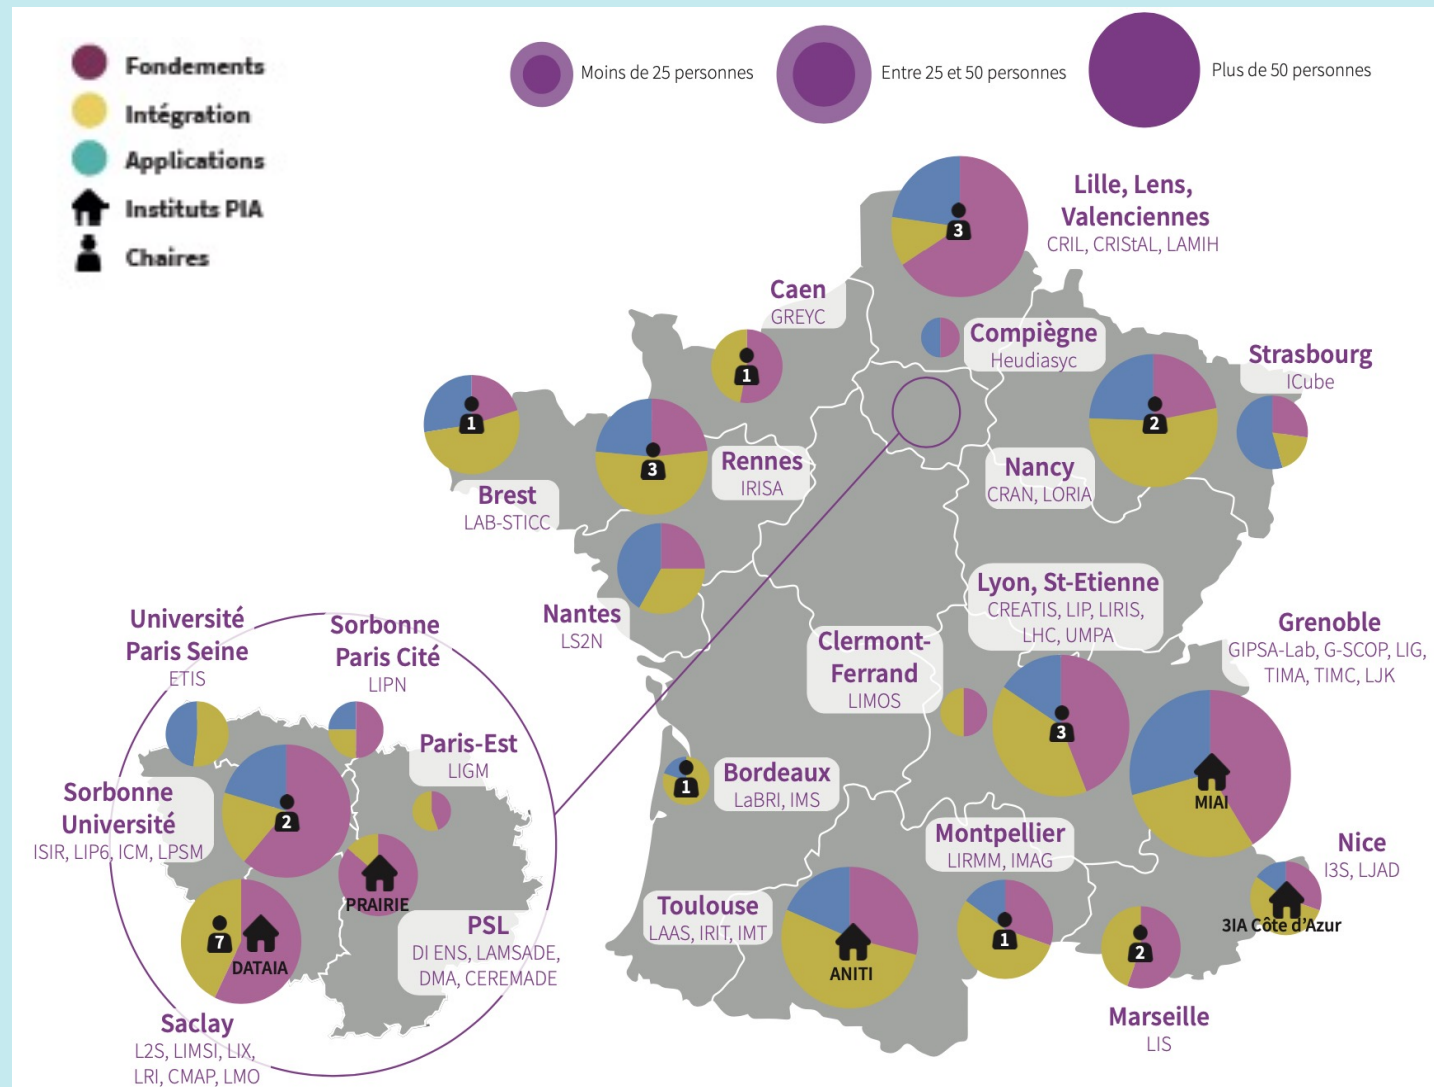 Fondements
Intégration
Applications
Instituts PIA
Chaires
Moins de 25 personnes
Entre 25 et 50 personnes
Plus de 50 personnes
3
Lille, Lens,
Valenciennes
CRIL, CRIStAL, LAMIH
Caen
GREYC
1
Compiègne
Heudiasyc
Strasbourg
ICube
1
Brest
LAB-STICC
3
Rennes
IRISA
2
Nancy
CRAN, LORIA
Nantes
LS2N
Lyon, St-Etienne
CREATIS, LIP, LIRIS,
LHC, UMPA
3
Clermont-
Ferrand
LIMOS
Grenoble
GIPSA-Lab, G-SCOP, LIG,
TIMA, TIMC, LJK
MIAI
1
Bordeaux
LaBRI, IMS
Montpellier
LIRMM, IMAG
1
Nice
I3S, LJAD
3IA Côte d'Azur
Toulouse
LAAS, IRIT, IMT
ANITI
2
Marseille
LIS
Université
Paris Seine
ETIS
Sorbonne
Paris Cité
LIPN
Paris-Est
LIGM
Sorbonne
Université
ISIR, LIP6, ICM, LPSM
2
PRAIRIE
PSL
DI ENS, LAMSADE,
DMA, CEREMADE
7
DATAIA
Saclay
L2S, LIMSI, LIX,
LRI, CMAP, LMO